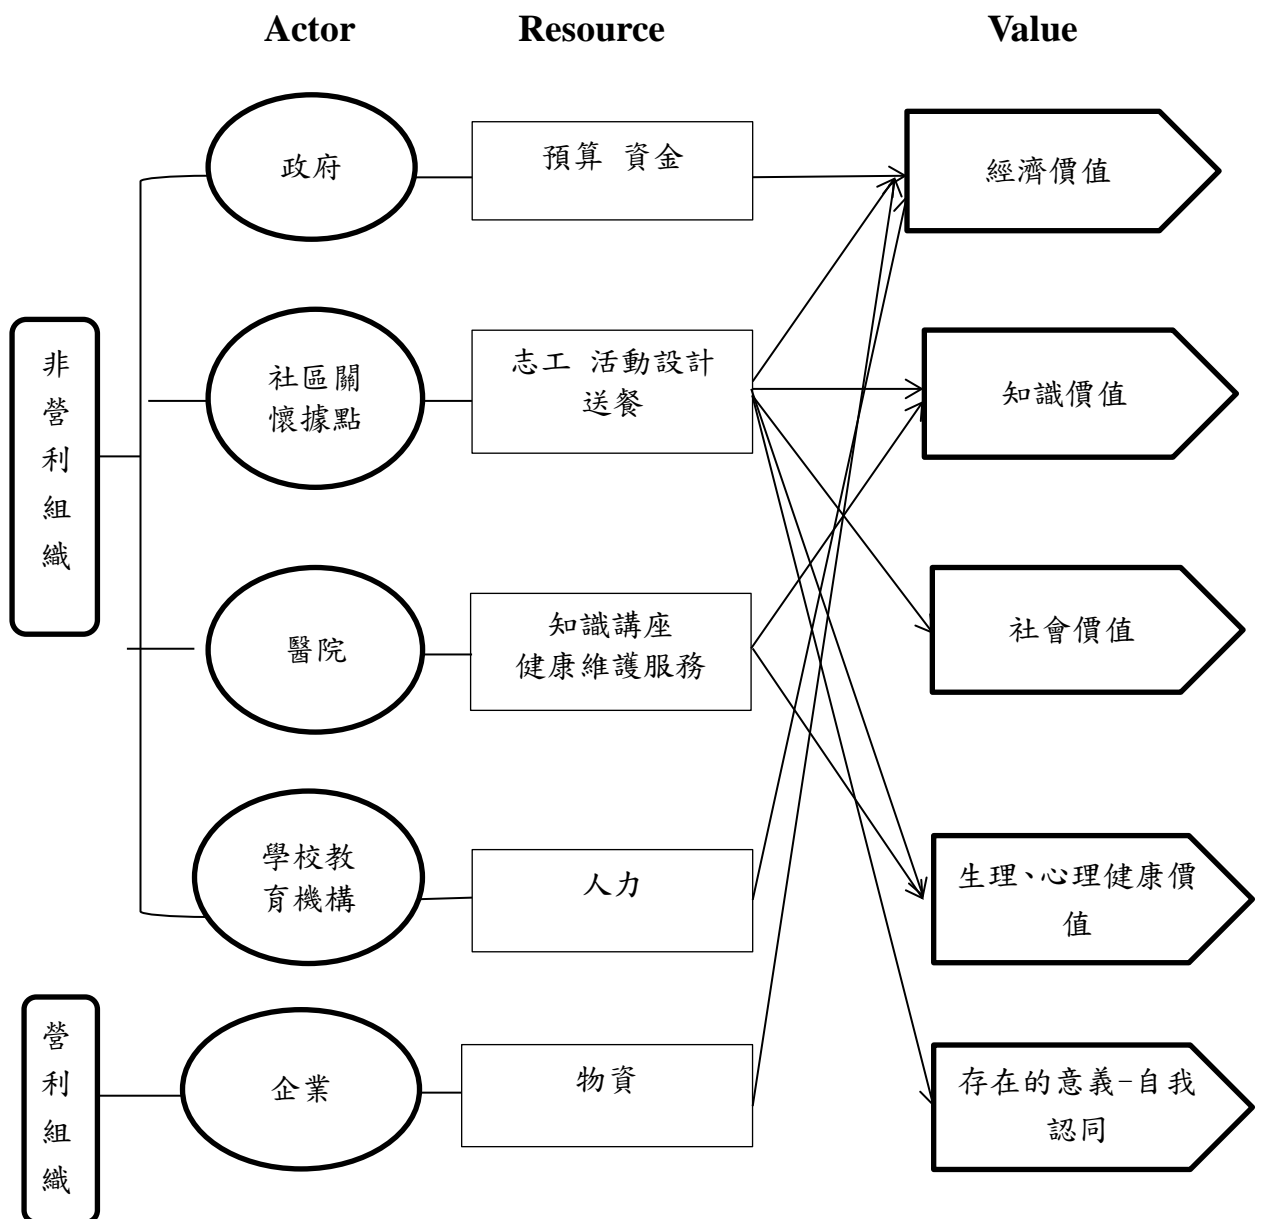 Actor
Resource
Value
政府
預算 資金
經濟價值
非營利組織
社區關
懷據點
志工 活動設計
送餐
知識價值
醫院
知識講座
健康維護服務
社會價值
學校教
育機構
人力
生理、心理健康價
值
營利組織
企業
物資
存在的意義-自我
認同